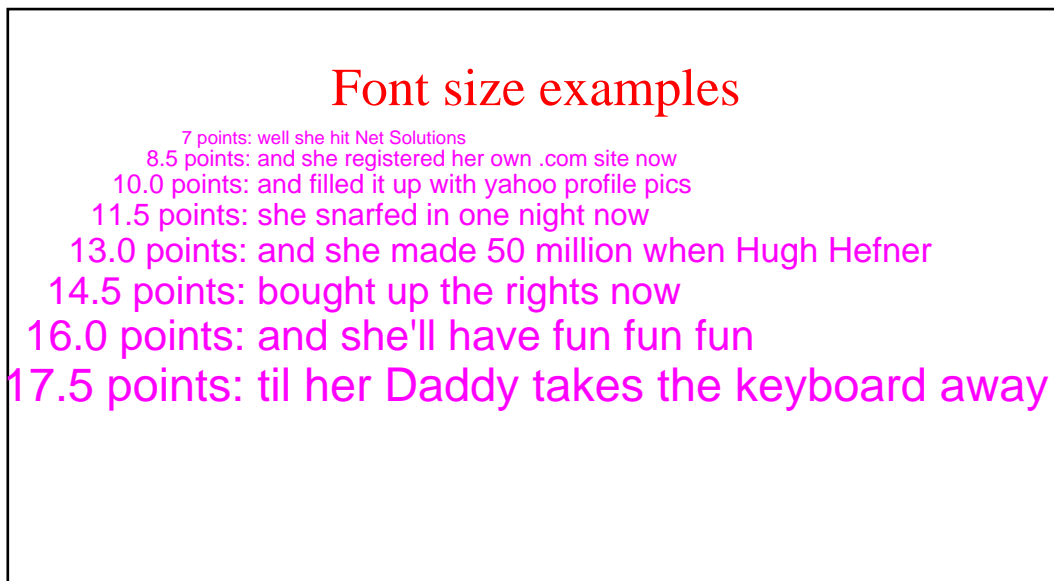 Font size examples
7 points: well she hit Net Solutions
8.5 points: and she registered her own .com site now
10.0 points: and filled it up with yahoo profile pics
11.5 points: she snarfed in one night now
13.0 points: and she made 50 million when Hugh Hefner
14.5 points: bought up the rights now
16.0 points: and she'll have fun fun fun
17.5 points: til her Daddy takes the keyboard away